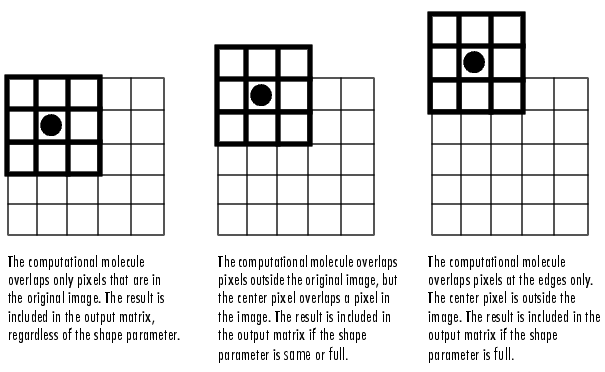 The computational molecule
overlaps only pixels that are in
the original image. The result is
included in the output matrix,
regardless of the shape parameter.
The computational molecule overlaps
pixels outside the original image, but
the center pixel overlaps a pixel in
the image. The result is included in
the output matrix if the shape
parameter is same or full.
The computational molecule
overlaps pixels at the edges only.
The center pixel is outside the
image. The result is included in the
output matrix if the shape
parameter is full.